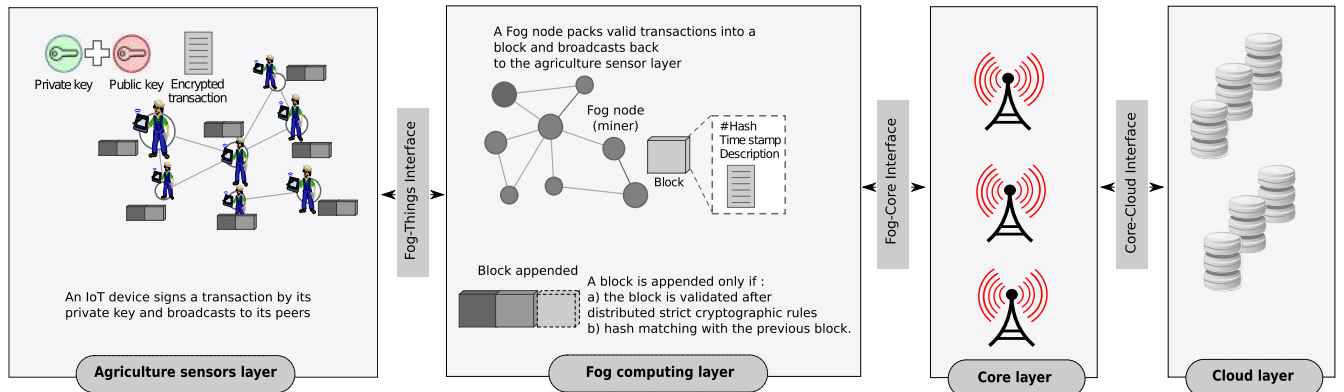 Private key
Public key
Encrypted
transaction
An IoT device signs a transaction by its
private key and broadcasts to its peers
Agriculture sensors layer
Fog-Things Interface
A Fog node packs valid transactions into a
block and broadcasts back
to the agriculture sensor layer
Fog node
(miner)
Block
#Hash
Time stamp
Description
Block appended
A block is appended only if :
a) the block is validated after
distributed strict cryptographic rules
b) hash matching with the previous block.
Fog computing layer
Fog-Core Interface
Core layer
Core-Cloud Interface
Cloud layer